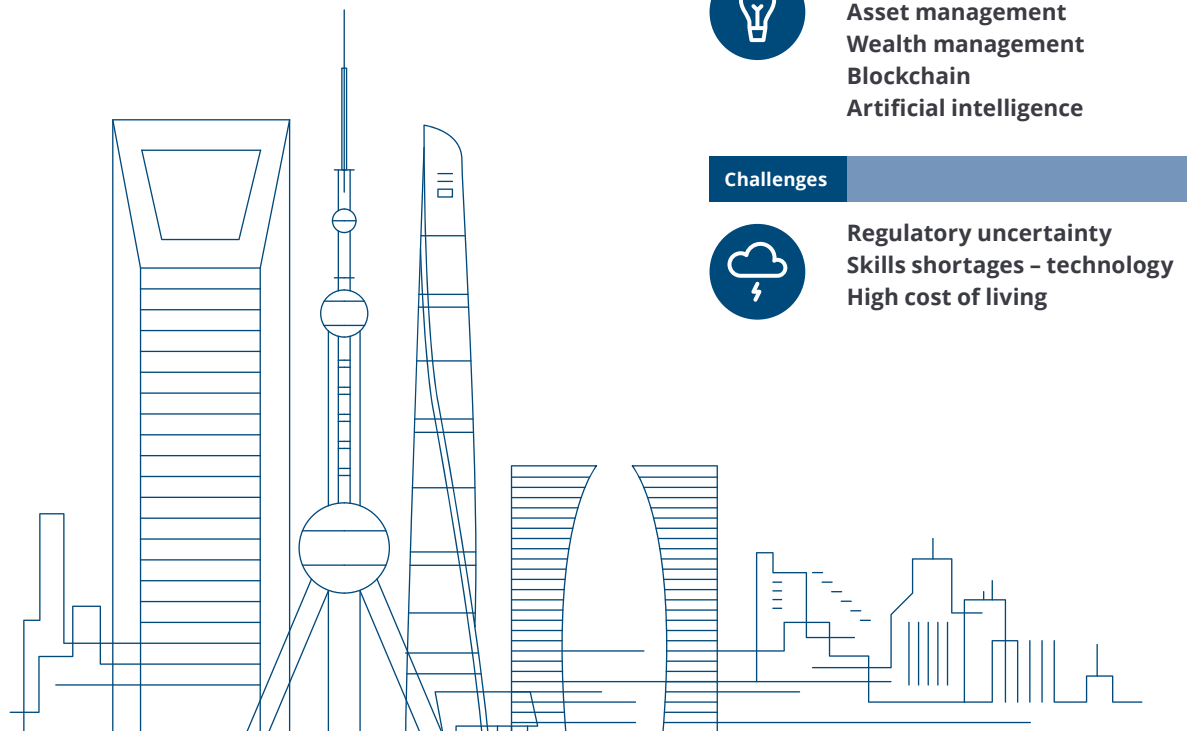 Asset management
Wealth management
Blockchain
Artificial intelligence
Challenges
Regulatory uncertainty
Skills shortages – technology
High cost of living